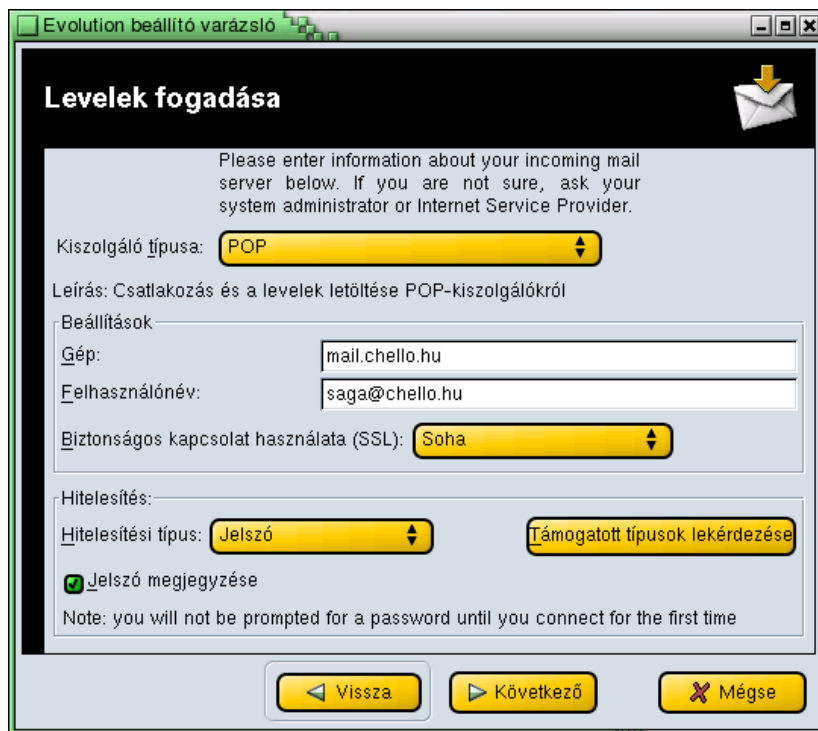 Evolution beállító varázsló
Levelek fogadása
Please enter information about your incoming mail
server below. If you are not sure, ask your
system administrator or Internet Service Provider.
Kiszolgáló típusa: POP
Leírás: Csatlakozás és a levelek letöltése POP-kiszolgálókról
Beállítások
Gép: mail.chello.hu
Felhasználónév: saga@chello.hu
Biztonságos kapcsolat használata (SSL): Soha
Hitelesítés:
Hitelesítési típus: Jelszó Támogatott típusok lekérdezése
Jelszó megjegyzése
Note: you will not be prompted for a password until you connect for the first time
Vissza Következő Mégse